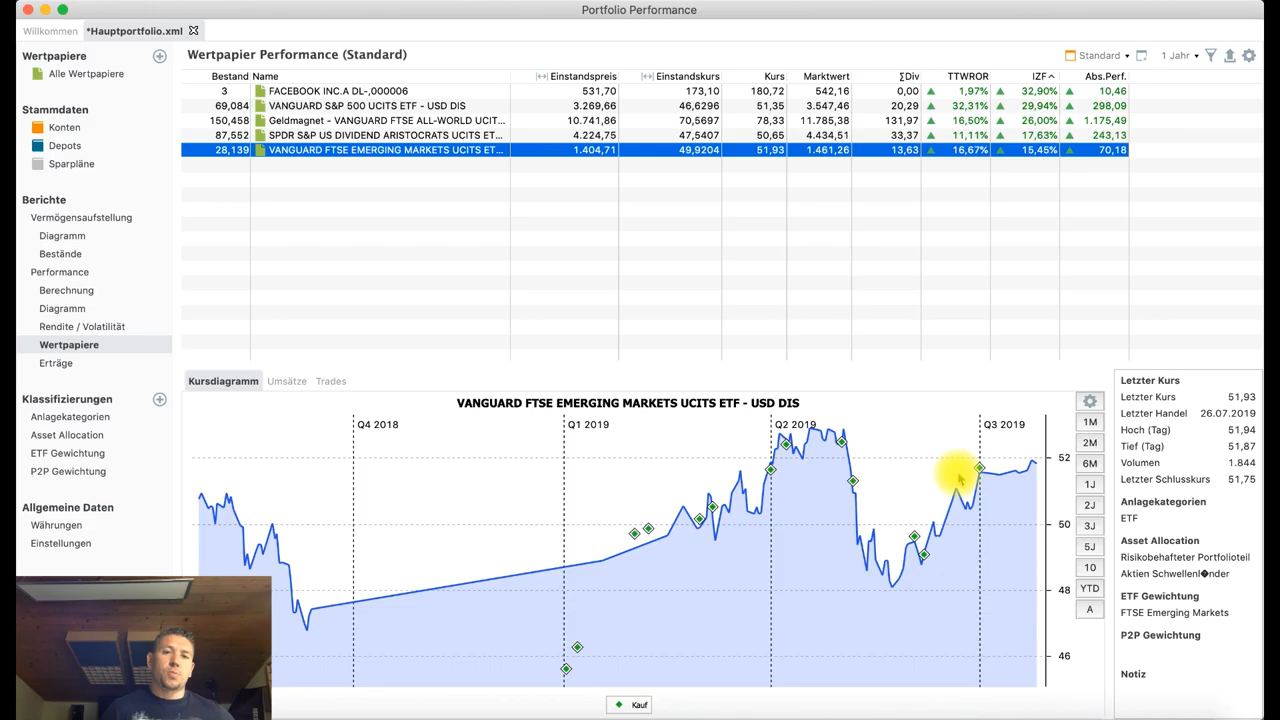 Portfolio Performance
Willkommen
*Hauptportfolio.xml
Wertpapiere
Alle Wertpapiere
Stammdaten
Konten
Depots
Sparpläne
Berichte
Vermögensaufstellung
Diagramm
Bestände
Performance
Berechnung
Diagramm
Rendite / Volatilität
Wertpapiere
Erträge
Klassifizierungen
Anlagekategorien
Asset Allocation
ETF Gewichtung
P2P Gewichtung
Allgemeine Daten
Währungen
Einstellungen
Wertpapier Performance (Standard)
Standard
1 Jahr
Bestand Name Einstandspreis Einstandskurs Kurs Marktwert ∑Div TTWROR IZF Abs.Perf.
3 FACEBOOK INC.A DL-,000006 531,70 173,10 180,72 542,16 0,00 1,97% 32,90% 10,46
69,084 VANGUARD S&P 500 UCITS ETF - USD DIS 3.269,66 46,6296 51,35 3.547,46 20,29 32,31% 29,94% 298,09
150,458 Geldmagnet - VANGUARD FTSE ALL-WORLD UCIT... 10.741,86 70,5697 78,33 11.785,38 131,97 16,50% 26,00% 1.175,49
87,552 SPDR S&P US DIVIDEND ARISTOCRATS UCITS ET... 4.224,75 47,5407 50,65 4.434,51 33,37 11,11% 17,63% 243,13
28,139 VANGUARD FTSE EMERGING MARKETS UCITS ET... 1.404,71 49,9204 51,93 1.461,26 13,63 16,67% 15,45% 70,18
Kursdiagramm Umsätze Trades
VANGUARD FTSE EMERGING MARKETS UCITS ETF - USD DIS
Q4 2018
Q1 2019
Q2 2019
Q3 2019
52
50
48
46
Kauf
1M
2M
6M
1J
2J
3J
5J
10
YTD
A
Letzter Kurs
Letzter Kurs 51,93
Letzter Handel 26.07.2019
Hoch (Tag) 51,94
Tief (Tag) 51,87
Volumen 1.844
Letzter Schlusskurs 51,75
Anlagekategorien
ETF
Asset Allocation
Risikobehafteter Portfolioteil
Aktien Schwellenl�nder
ETF Gewichtung
FTSE Emerging Markets
P2P Gewichtung
Notiz